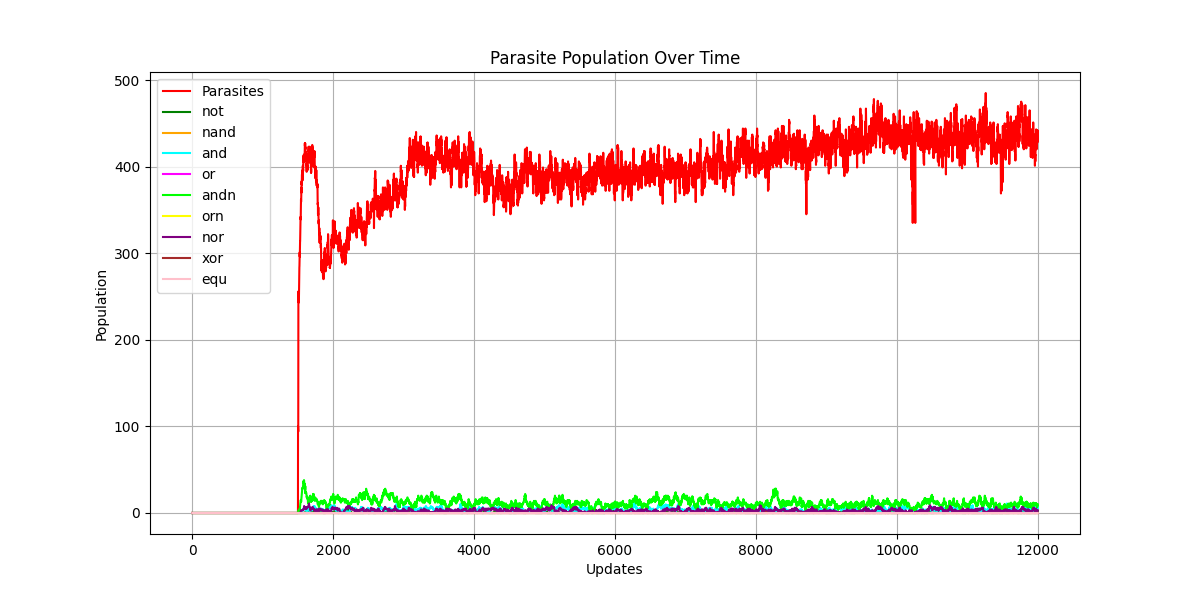 Parasite Population Over Time
500
400
300
200
100
0
Population
Parasites
not
nand
and
or
andn
orn
nor
xor
equ
0 2000 4000 6000 8000 10000 12000
Updates